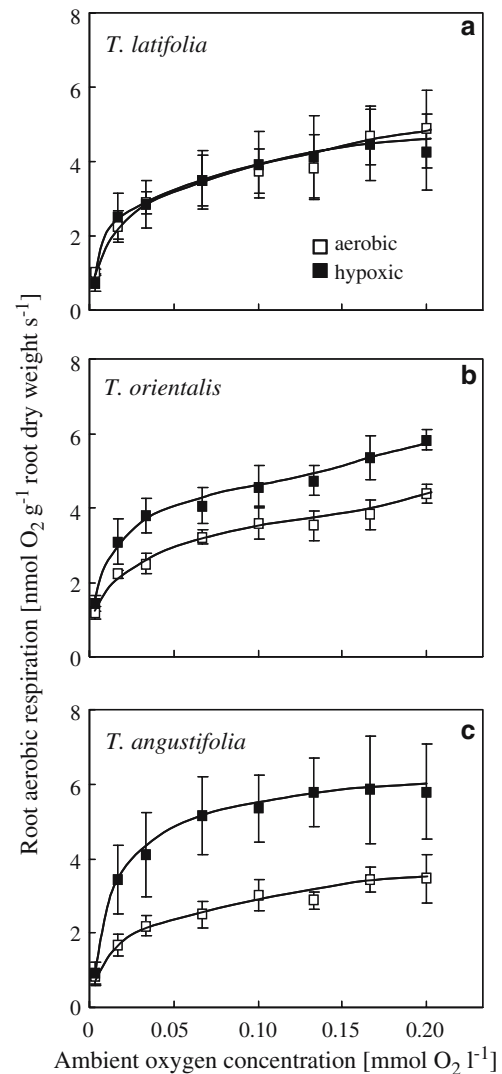 Root aerobic respiration [nmol O2 g-1 root dry weight s-1]
a
T. latifolia
8
6
4
2
0
aerobic
hypoxic
b
T. orientalis
8
6
4
2
0
c
T. angustifolia
8
6
4
2
0
0 0.05 0.10 0.15 0.20
Ambient oxygen concentration [mmol O2 l-1]